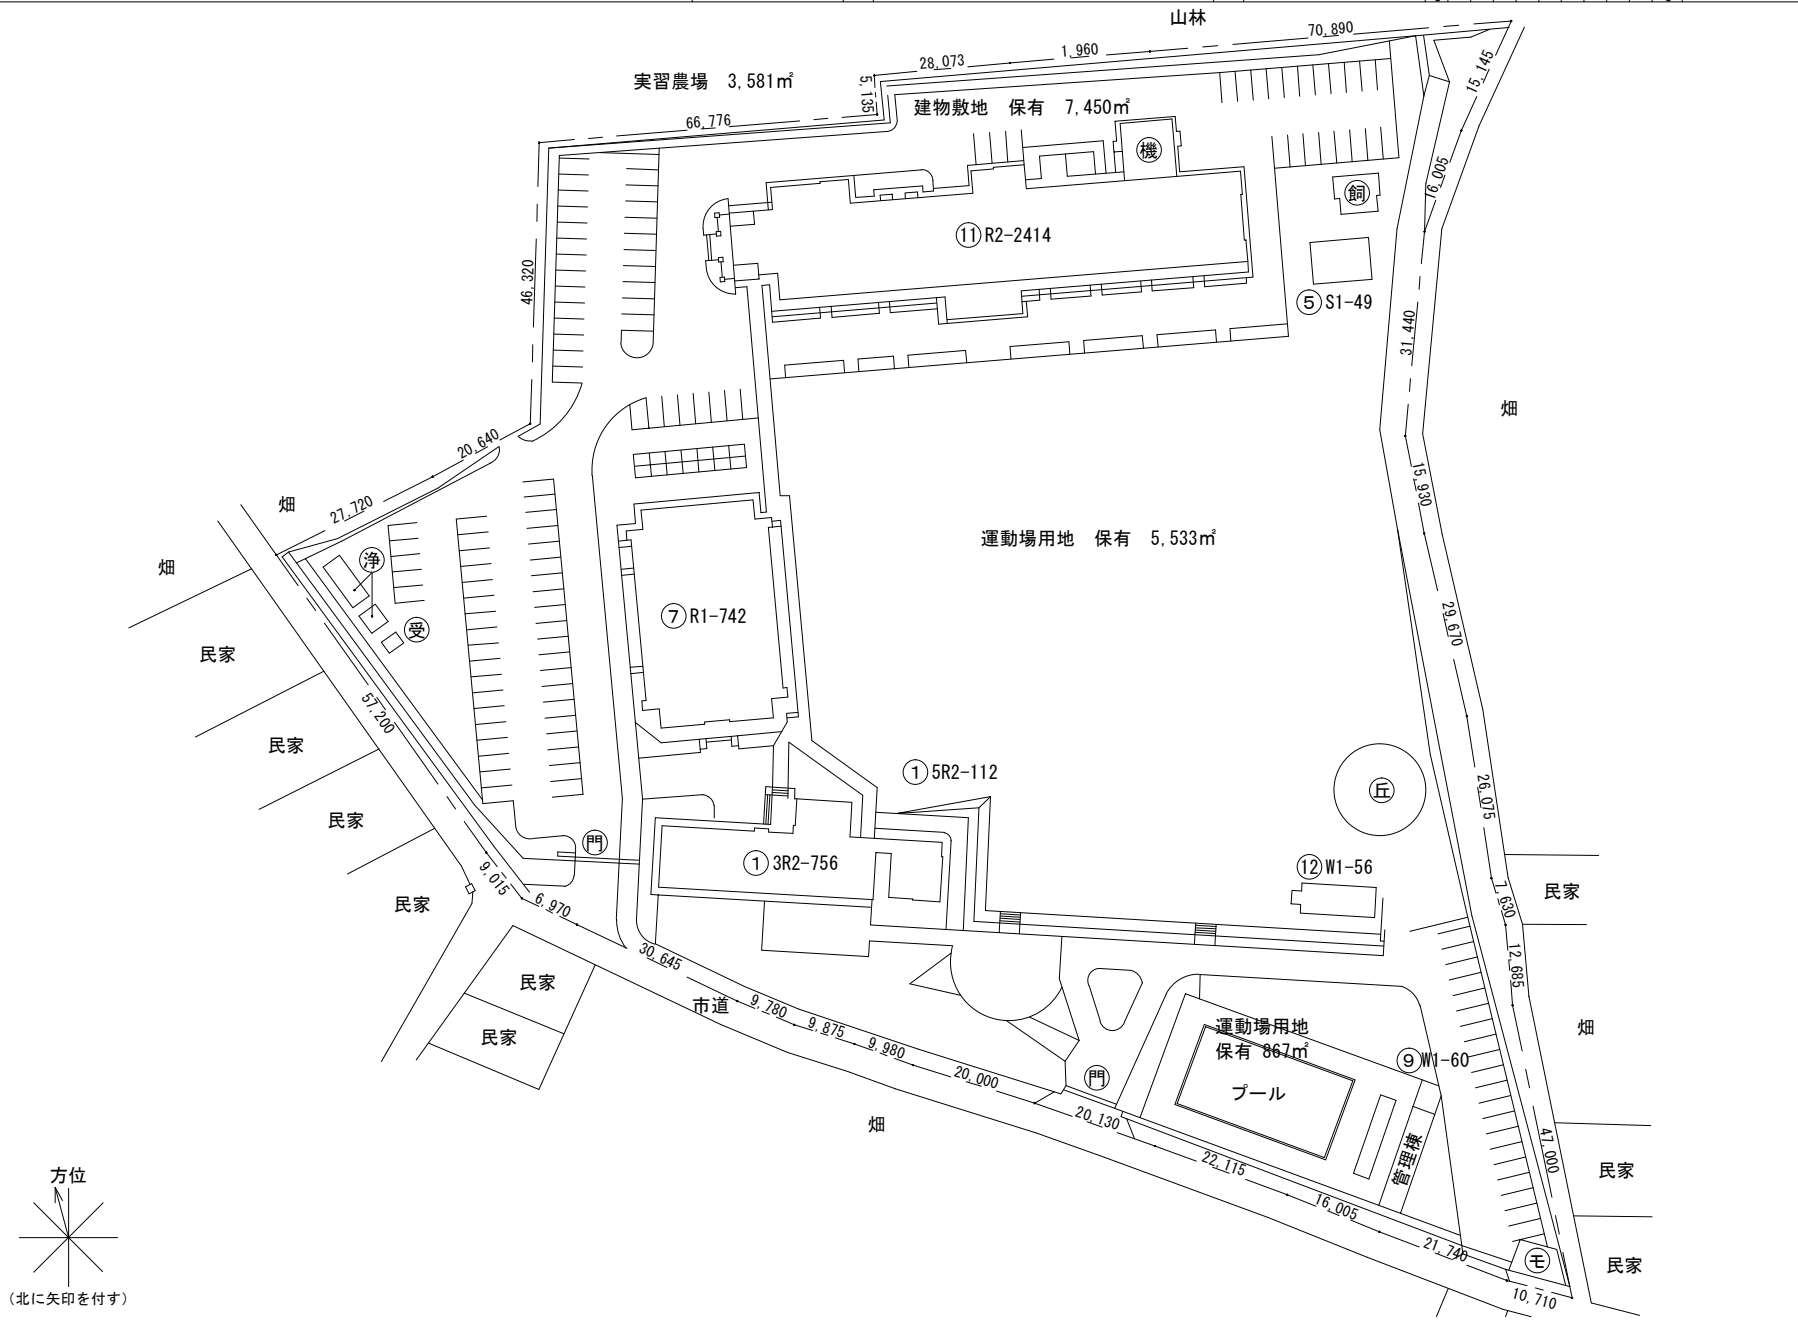 山林
70,890
1,960
28,073
15,145
実習農場　3,581㎡
5,135
建物敷地　保有　7,450㎡
66,776
機
16,005
飼
⑪R2-2414
46,320
⑤S1-49
31,440
畑
20,640
15,930
27,720
畑
運動場用地　保有　5,533㎡
浄
畑
29,670
⑦R1-742
受
民家
57,200
民家
①5R2-112
26,075
丘
民家
門
①3R2-756
⑫W1-56
9,015
民家
7,630
民家
6,970
30,645
12,685
民家
市道
9,780
9,875
運動場用地
保有 867㎡
畑
民家
9,980
⑨W1-60
20,000
門
プール
20,130
畑
47,000
22,115
管理棟
民家
方位
16,005
21,740
モ
民家
(北に矢印を付す)
10,710